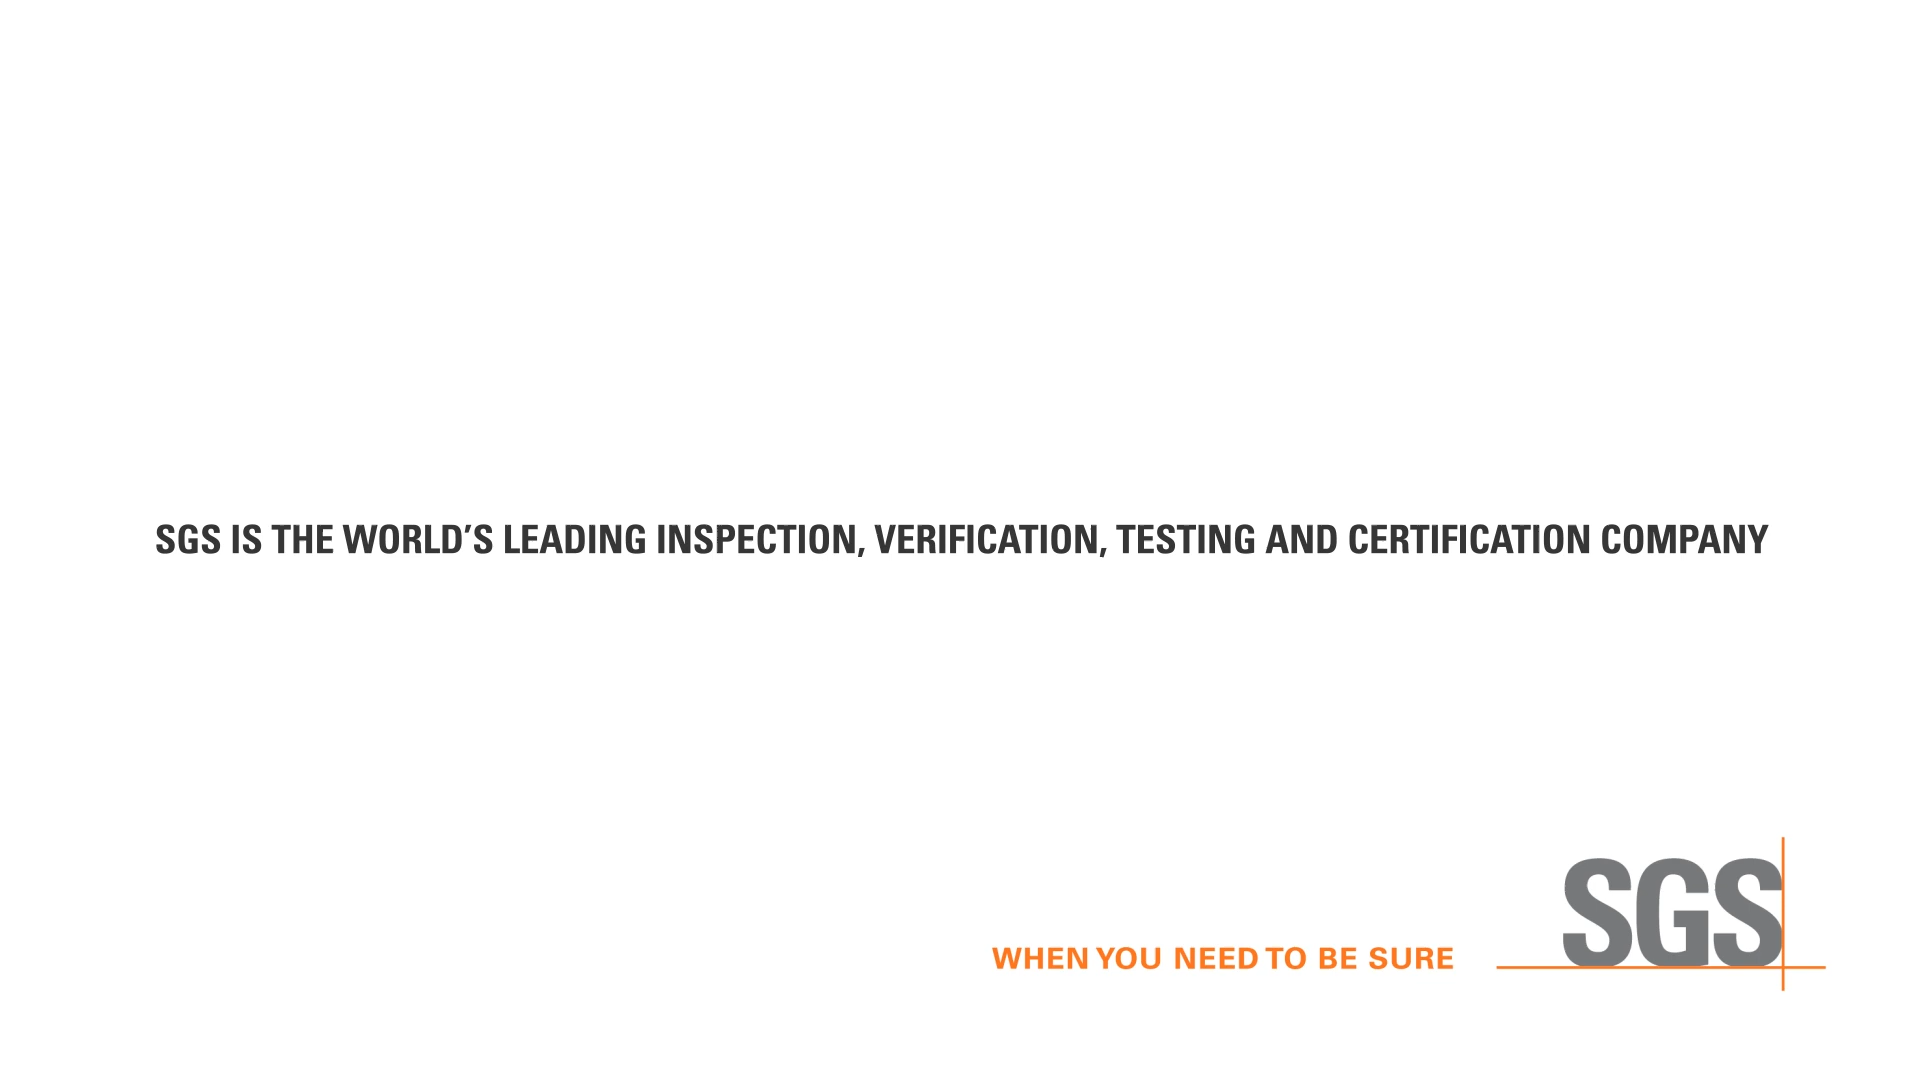 SGS IS THE WORLD’S LEADING INSPECTION, VERIFICATION, TESTING AND CERTIFICATION COMPANY
WHEN YOU NEED TO BE SURE
SGS